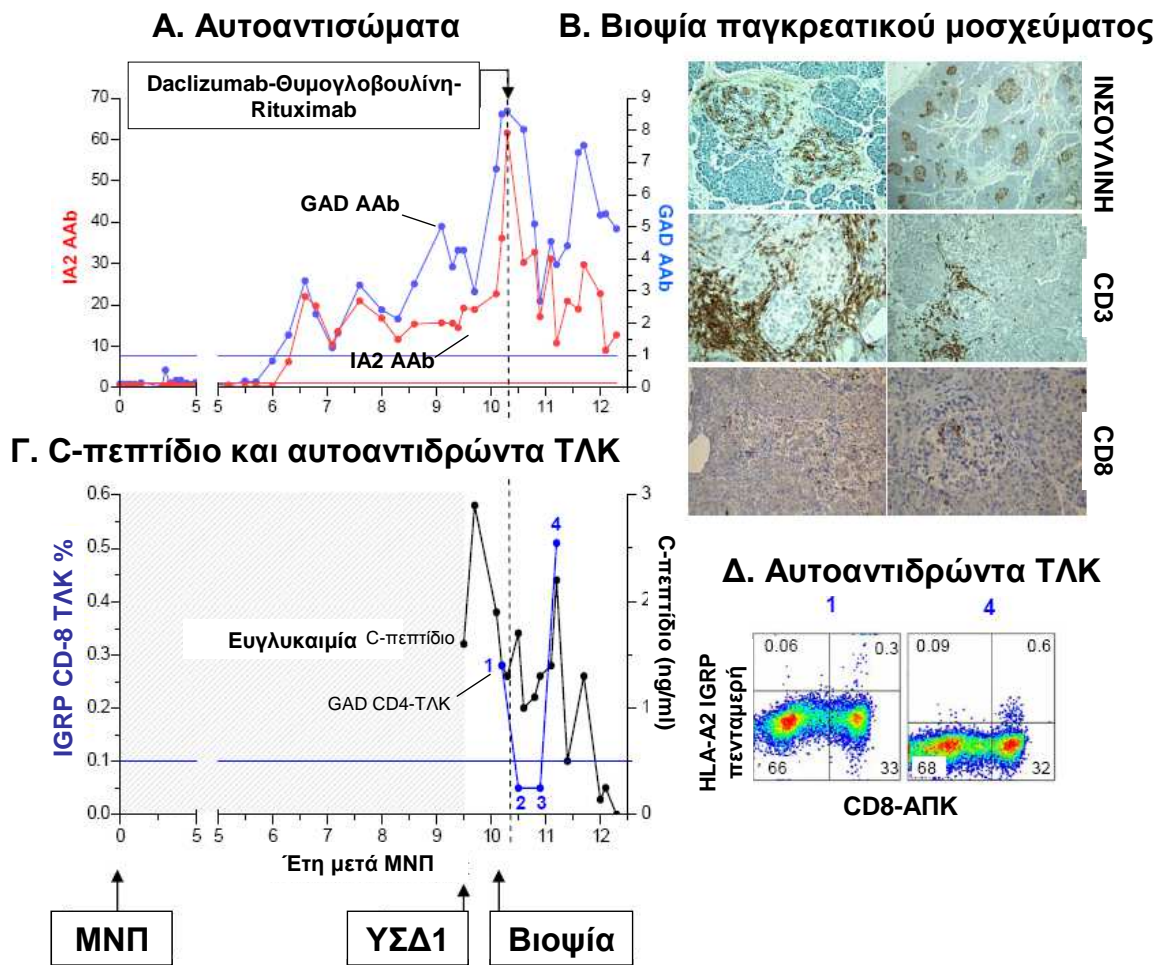 Α. Αυτοαντισώματα
Β. Βιοψία παγκρεατικού μοσχεύματος
Daclizumab-Θυμογλοβουλίνη-
Rituximab
70
60
50
40
30
20
10
0
IA2 AAb
9
8
7
6
5
4
3
2
1
0
GAD AAb
GAD AAb
IA2 AAb
0 5 5 6 7 8 9 10 11 12
ΙΝΣΟΥΛΙΝΗ
CD3
CD8
Γ. C-πεπτίδιο και αυτοαντιδρώντα ΤΛΚ
0.6
0.5
0.4
0.3
0.2
0.1
0.0
IGRP CD-8 ΤΛΚ %
3
2
1
0
C-πεπτίδιο (ng/ml)
4
Ευγλυκαιμία C-πεπτίδιο
1
GAD CD4-ΤΛΚ
2 3
0 5 5 6 7 8 9 10 11 12
Έτη μετά ΜΝΠ
ΜΝΠ ΥΣΔ1 Βιοψία
Δ. Αυτοαντιδρώντα ΤΛΚ
1 4
0.06 0.3 0.09 0.6
66 33 68 32
HLA-A2 IGRP
πενταμερή
CD8-ΑΠΚ